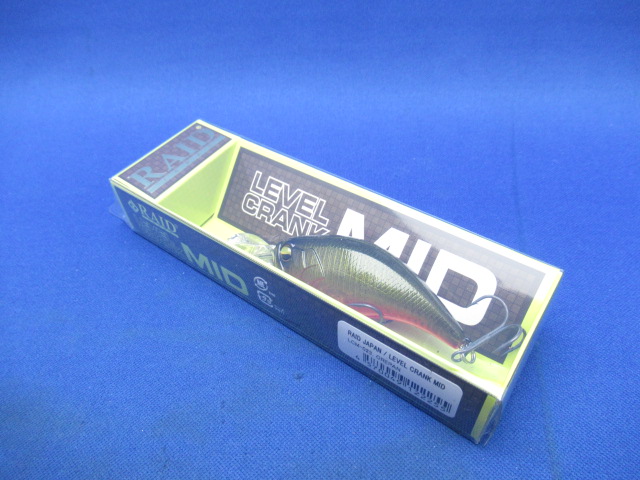 RAID
LEVEL
CRANK
MID
RAID
MID
RAID JAPAN / LEVEL CRANK MID